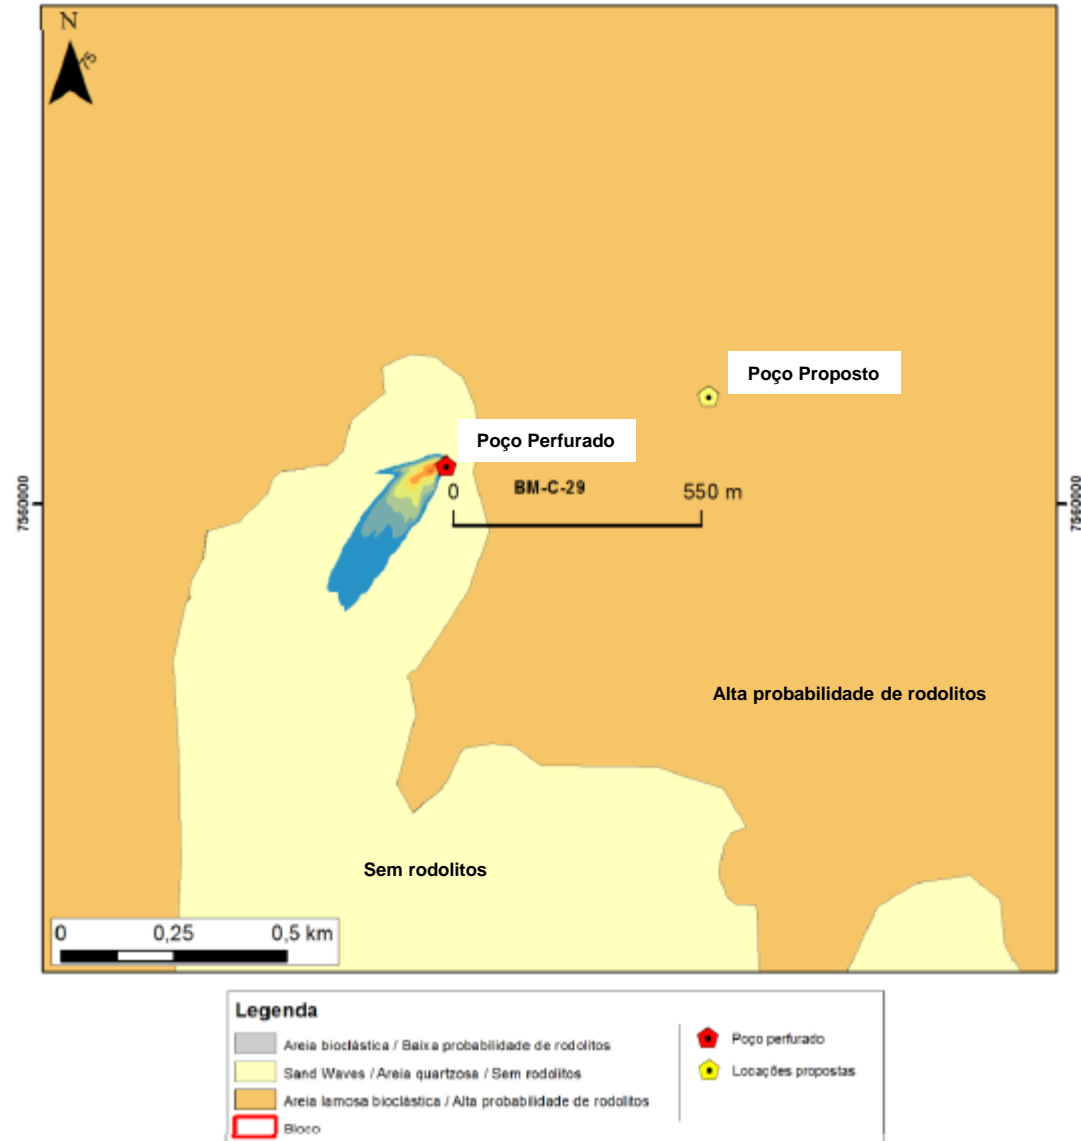 N
75
Poço Proposto
Poço Perfurado
0
BM-C-29
550 m
7560000
7560000
Alta probabilidade de rodolitos
Sem rodolitos
0 0,25 0,5 km
Legenda
Areia bioclástica / Baixa probabilidade de rodolitos
Sand Waves / Areia quartzosa / Sem rodolitos
Areia lamosa bioclástica / Alta probabilidade de rodolitos
Bloco
Poço perfurado
Locações propostas